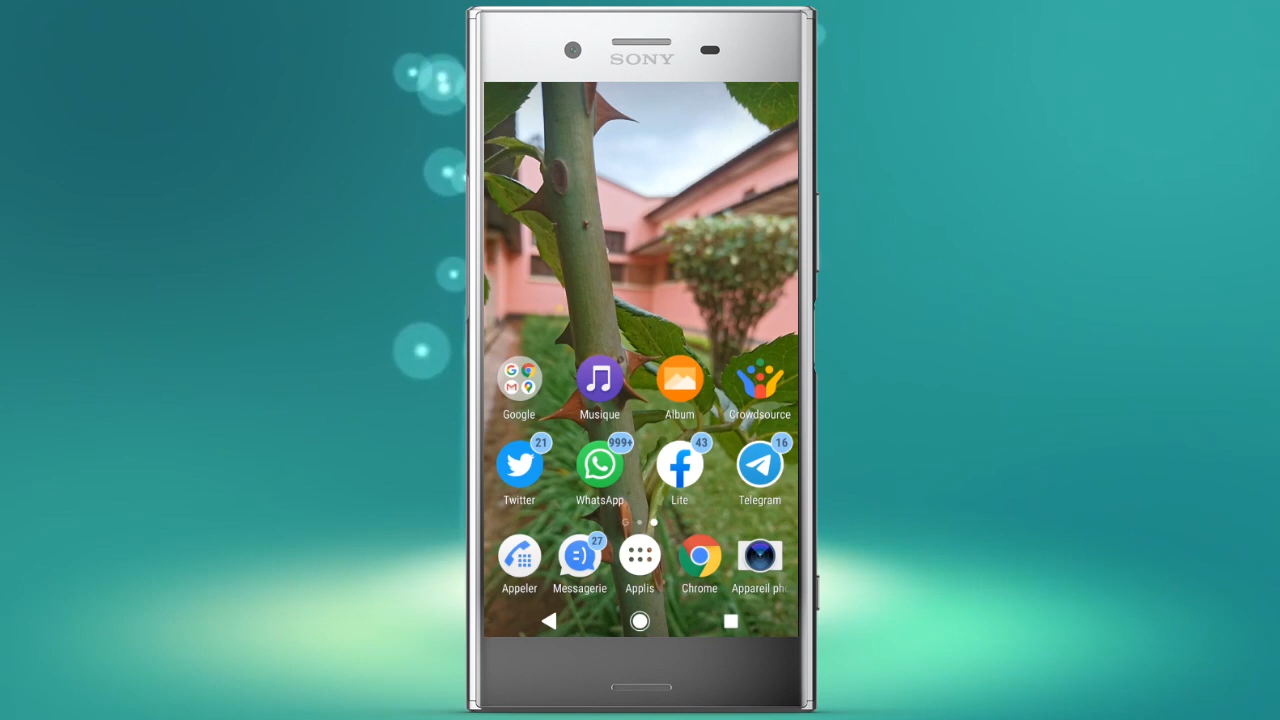 SONY
Google
Musique
Album
Crowdsource
21
999+
43
16
Twitter
WhatsApp
Lite
Telegram
27
Appeler
Messagerie
Applis
Chrome
Appareil pho